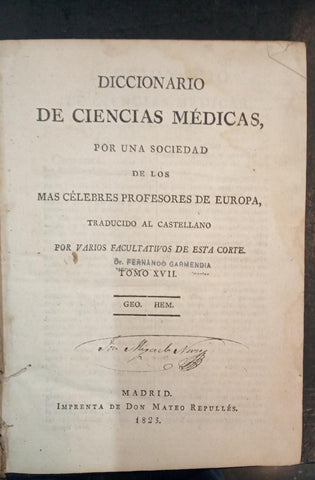 DICCIONARIO
DE CIENCIAS MÉDICAS,
POR UNA SOCIEDAD
DE LOS
MAS CÉLEBRES PROFESORES DE EUROPA,
TRADUCIDO AL CASTELLANO
POR VARIOS FACULTATIVOS DE ESTA CORTE.
Dr. FERNANDO GARMENDIA
TOMO XVII.
GEO. HEM.
MADRID.
IMPRENTA DE DON MATEO REPULLÉS.
1823.